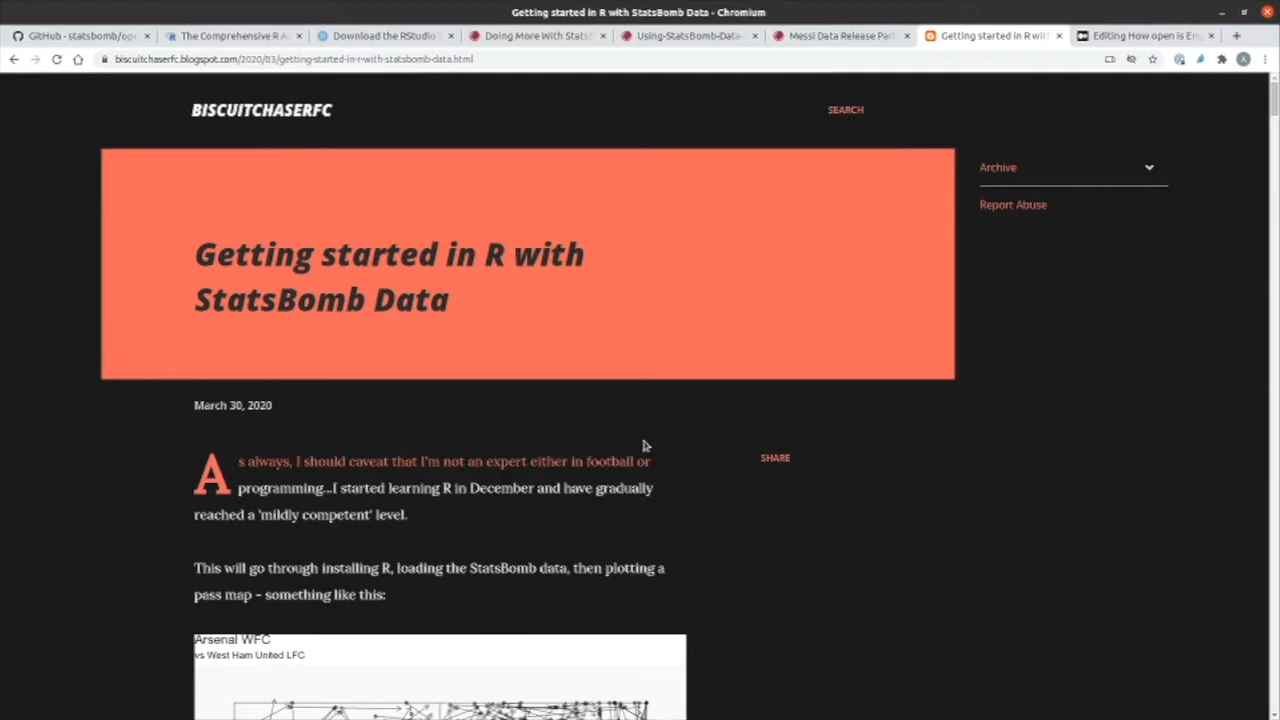 Getting started in R with StatsBomb Data - Chromium
GitHub - statsbomb/op
The Comprehensive R A
Download the RStudio
Doing More With Stats
Using-StatsBomb-Data-
Messi Data Release Part
Getting started in R wit
Editing How open is En
biscuitchaserfc.blogspot.com/2020/03/getting-started-in-r-with-statsbomb-data.html
BISCUITCHASERFC
SEARCH
Archive
Report Abuse
Getting started in R with
StatsBomb Data
March 30, 2020
As always, I should caveat that I'm not an expert either in football or
programming...I started learning R in December and have gradually
reached a 'mildly competent' level.
SHARE
This will go through installing R, loading the StatsBomb data, then plotting a
pass map - something like this:
Arsenal WFC
vs West Ham United LFC